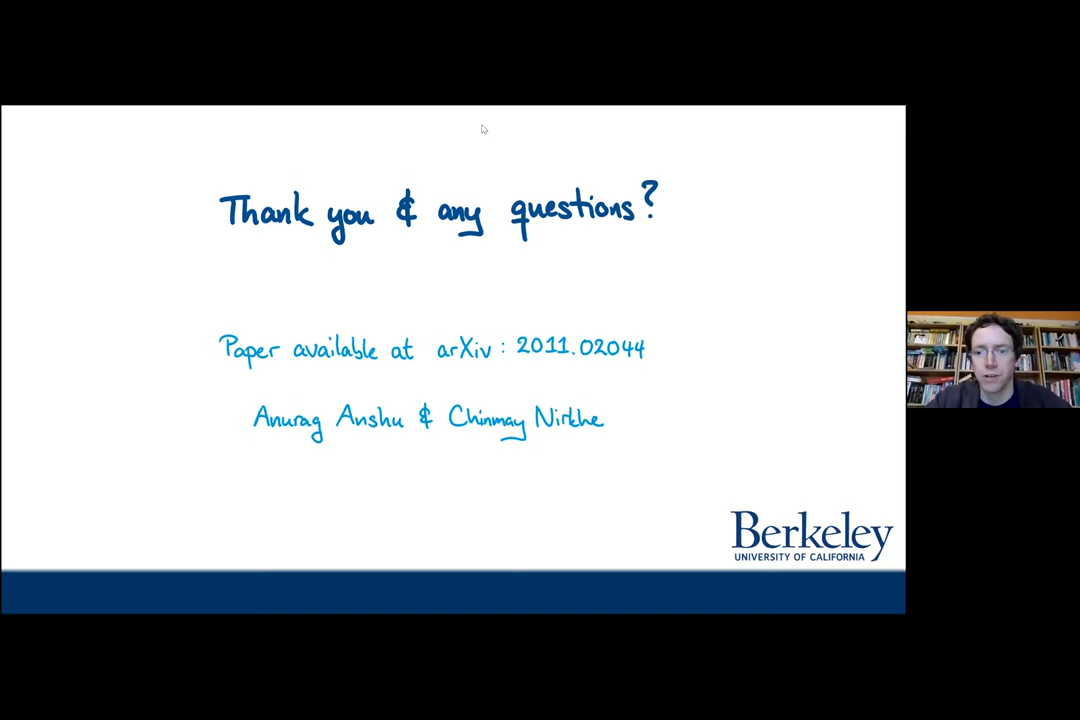 Thank you & any questions?
Paper available at arXiv: 2011.02044
Anurag Anshu & Chinmay Nirkhe
Berkeley
UNIVERSITY OF CALIFORNIA